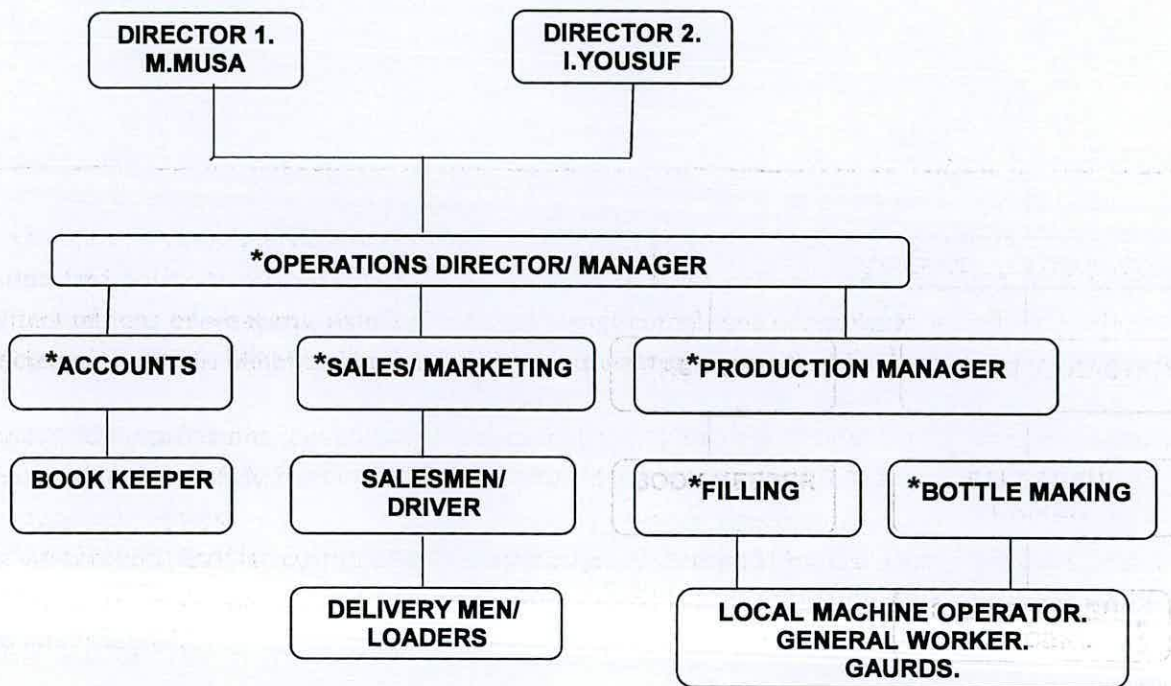 DIRECTOR 1.
M.MUSA
DIRECTOR 2.
I.YOUSUF
*OPERATIONS DIRECTOR/ MANAGER
*ACCOUNTS
*SALES/ MARKETING
*PRODUCTION MANAGER
BOOK KEEPER
SALESMEN/
DRIVER
*FILLING
*BOTTLE MAKING
DELIVERY MEN/
LOADERS
LOCAL MACHINE OPERATOR.
GENERAL WORKER.
GAURDS.